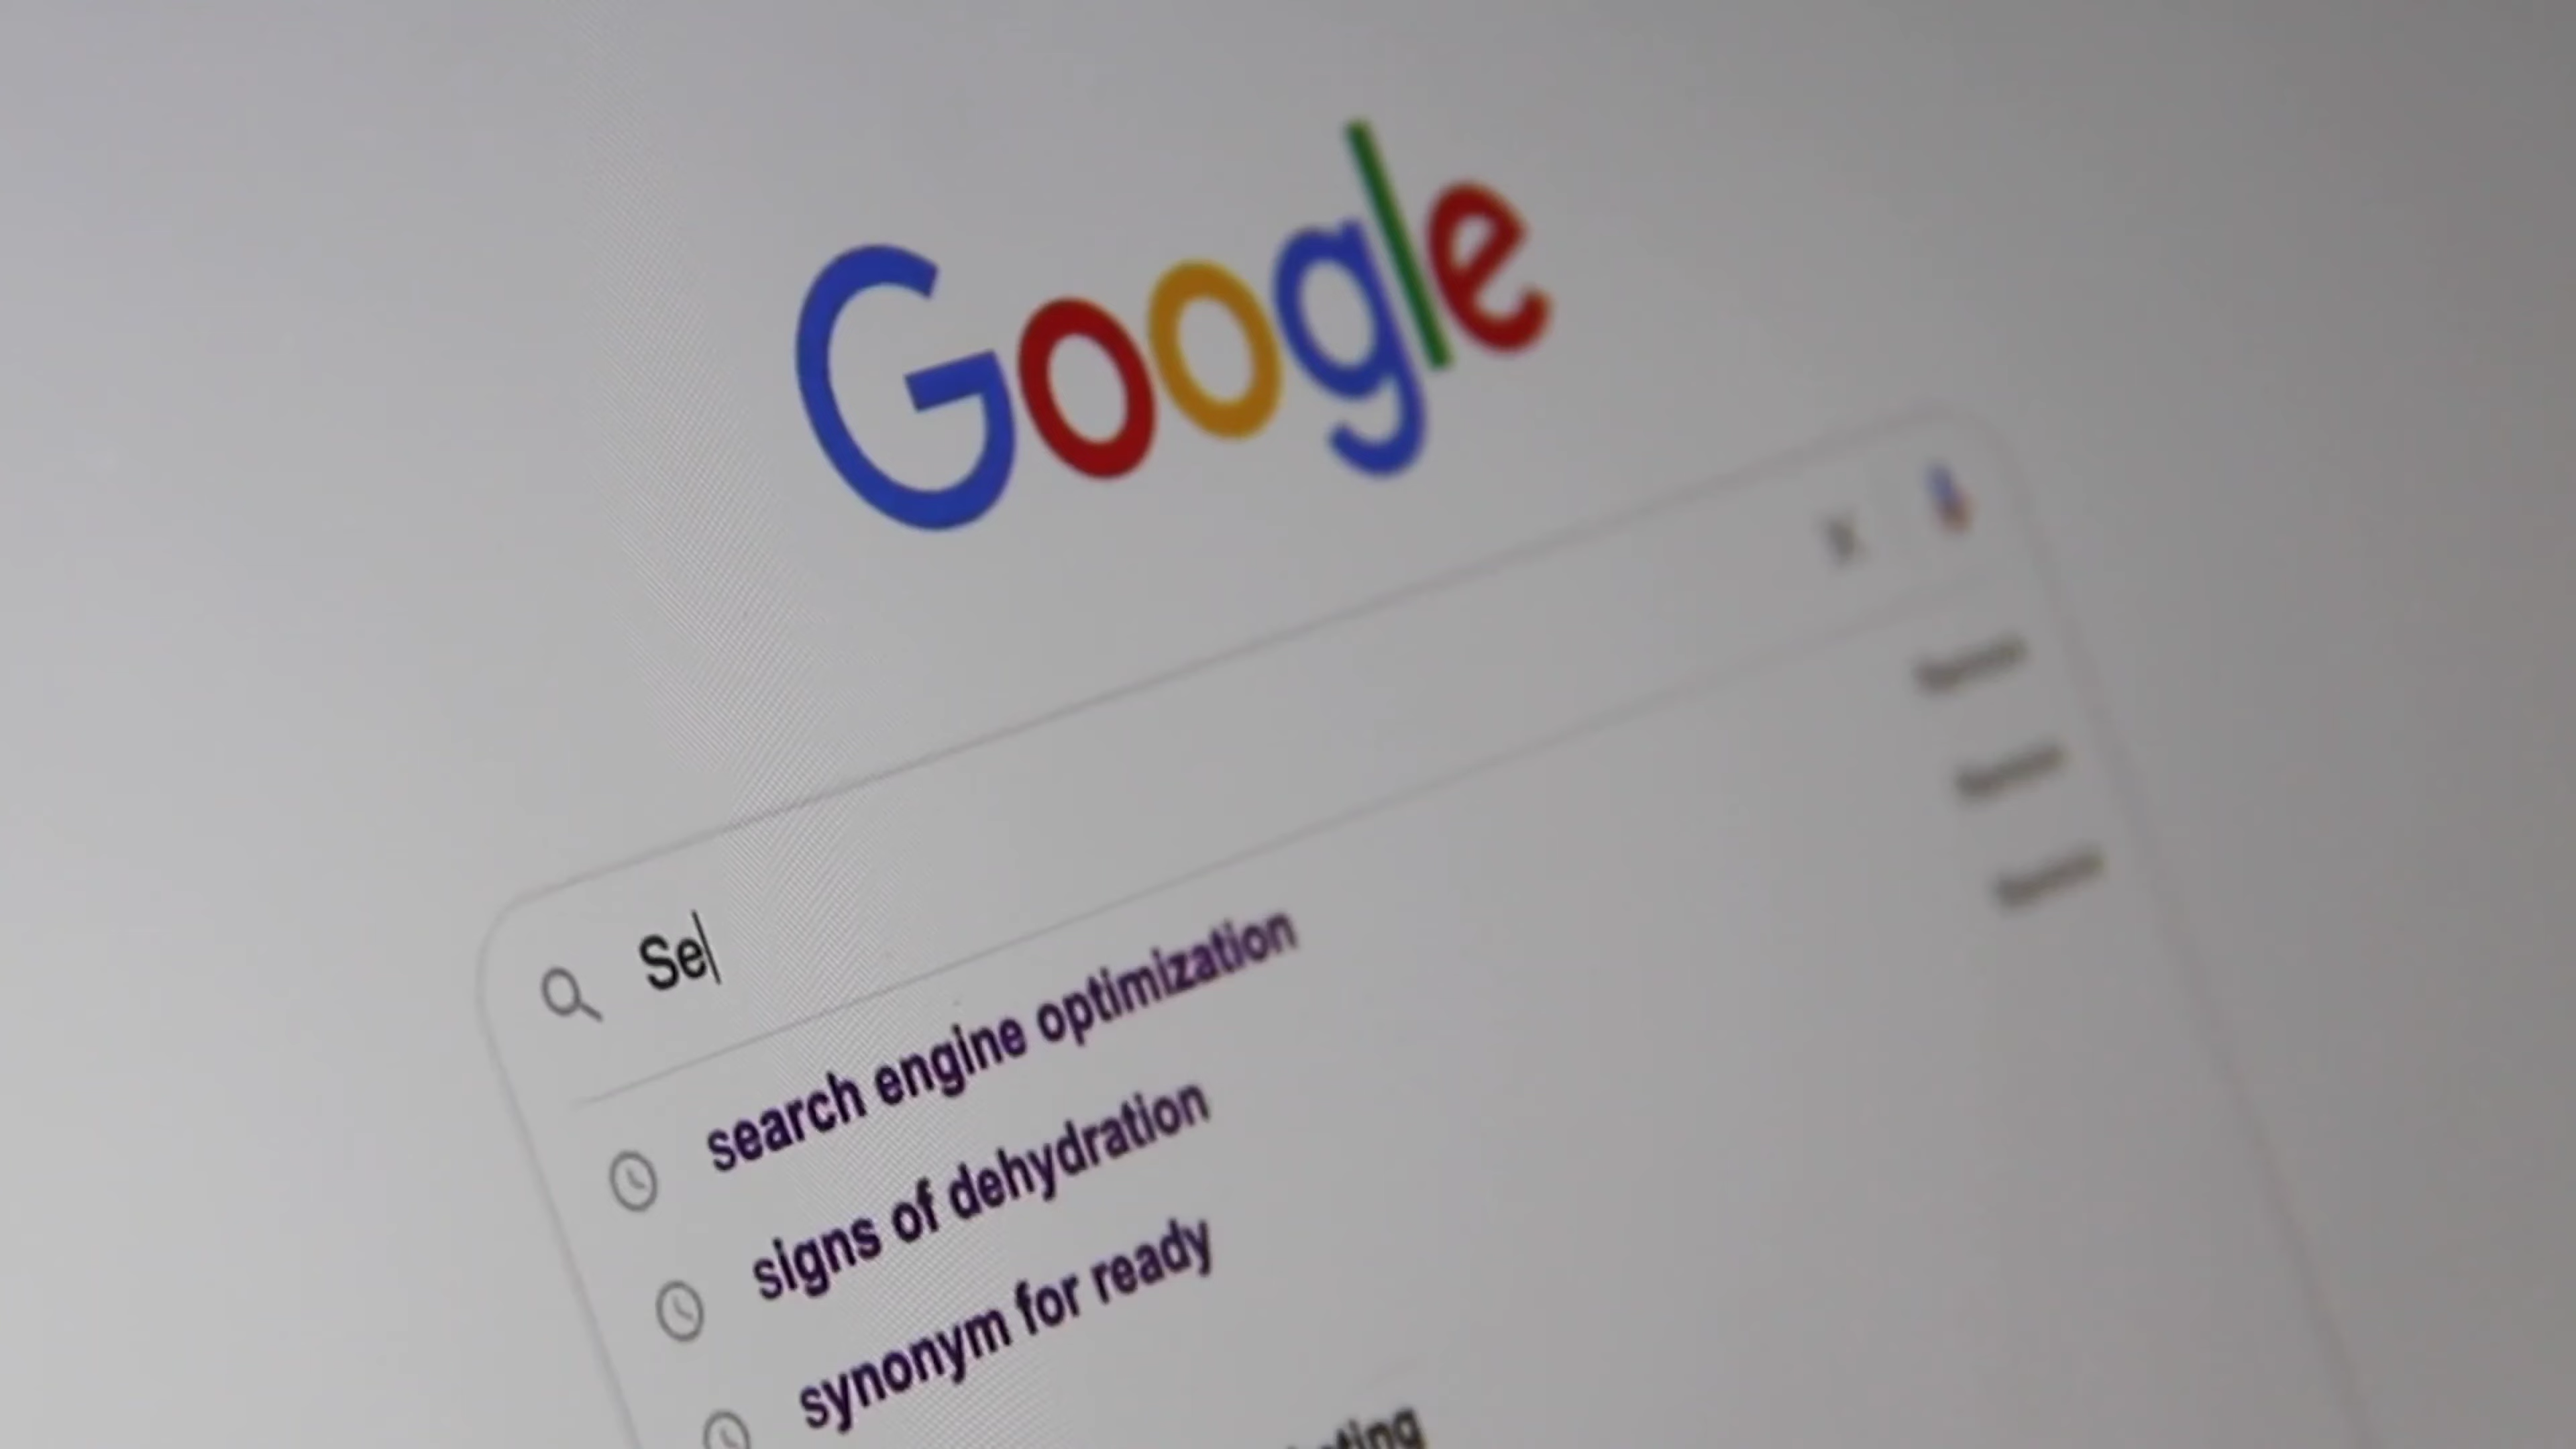 Google
Se
search engine optimization
signs of dehydration
synonym for ready